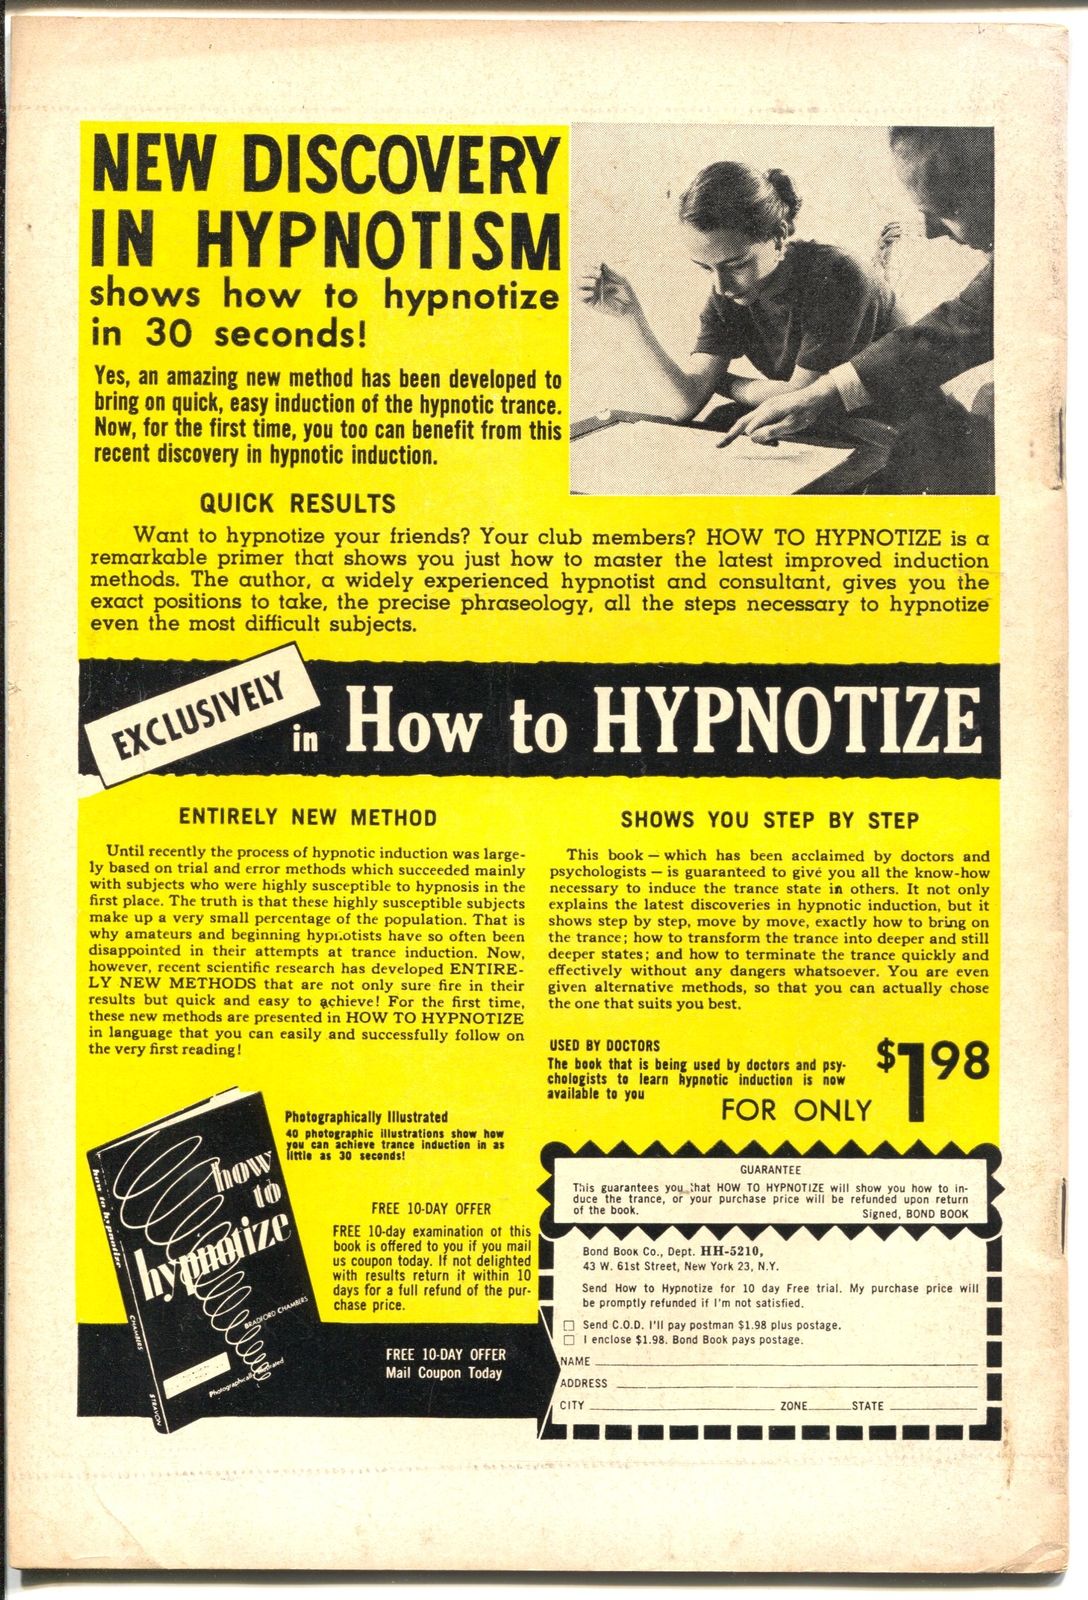 NEW DISCOVERY
IN HYPNOTISM
shows how to hypnotize
in 30 seconds!
Yes, an amazing new method has been developed to
bring on quick, easy induction of the hypnotic trance.
Now, for the first time, you too can benefit from this
recent discovery in hypnotic induction.
QUICK RESULTS
Want to hypnotize your friends? Your club members? HOW TO HYPNOTIZE is a
remarkable primer that shows you just how to master the latest improved induction
methods. The author, a widely experienced hypnotist and consultant, gives you the
exact positions to take, the precise phraseology, all the steps necessary to hypnotize
even the most difficult subjects.
EXCLUSIVELY
in How to HYPNOTIZE
ENTIRELY NEW METHOD
Until recently the process of hypnotic induction was large-
ly based on trial and error methods which succeeded mainly
with subjects who were highly susceptible to hypnosis in the
first place. The truth is that these highly susceptible subjects
make up a very small percentage of the population. That is
why amateurs and beginning hypnotists have so often been
disappointed in their attempts at trance induction. Now,
however, recent scientific research has developed ENTIRE-
LY NEW METHODS that are not only sure fire in their
results but quick and easy to achieve! For the first time,
these new methods are presented in HOW TO HYPNOTIZE
in language that you can easily and successfully follow on
the very first reading!
SHOWS YOU STEP BY STEP
This book — which has been acclaimed by doctors and
psychologists — is guaranteed to give you all the know-how
necessary to induce the trance state in others. It not only
explains the latest discoveries in hypnotic induction, but it
shows step by step, move by move, exactly how to bring on
the trance; how to transform the trance into deeper and still
deeper states; and how to terminate the trance quickly and
effectively without any dangers whatsoever. You are even
given alternative methods, so that you can actually chose
the one that suits you best.
USED BY DOCTORS
The book that is being used by doctors and psy-
chologists to learn hypnotic induction is now
available to you
FOR ONLY
$198
Photographically Illustrated
40 photographic illustrations show how
you can achieve trance induction in as
little as 30 seconds!
how to hypnotize
CHAMBERS
STRAVON
how
to
hypnotize
BRADFORD CHAMBERS
Photographically Illustrated
FREE 10-DAY OFFER
FREE 10-day examination of this
book is offered to you if you mail
us coupon today. If not delighted
with results return it within 10
days for a full refund of the pur-
chase price.
FREE 10-DAY OFFER
Mail Coupon Today
GUARANTEE
This guarantees you that HOW TO HYPNOTIZE will show you how to in-
duce the trance, or your purchase price will be refunded upon return
of the book. Signed, BOND BOOK
Bond Book Co., Dept. HH-5210,
43 W. 61st Street, New York 23, N.Y.
Send How to Hypnotize for 10 day Free trial. My purchase price will
be promptly refunded if I'm not satisfied.
Send C.O.D. I'll pay postman $1.98 plus postage.
I enclose $1.98. Bond Book pays postage.
NAME
ADDRESS
CITY ZONE STATE